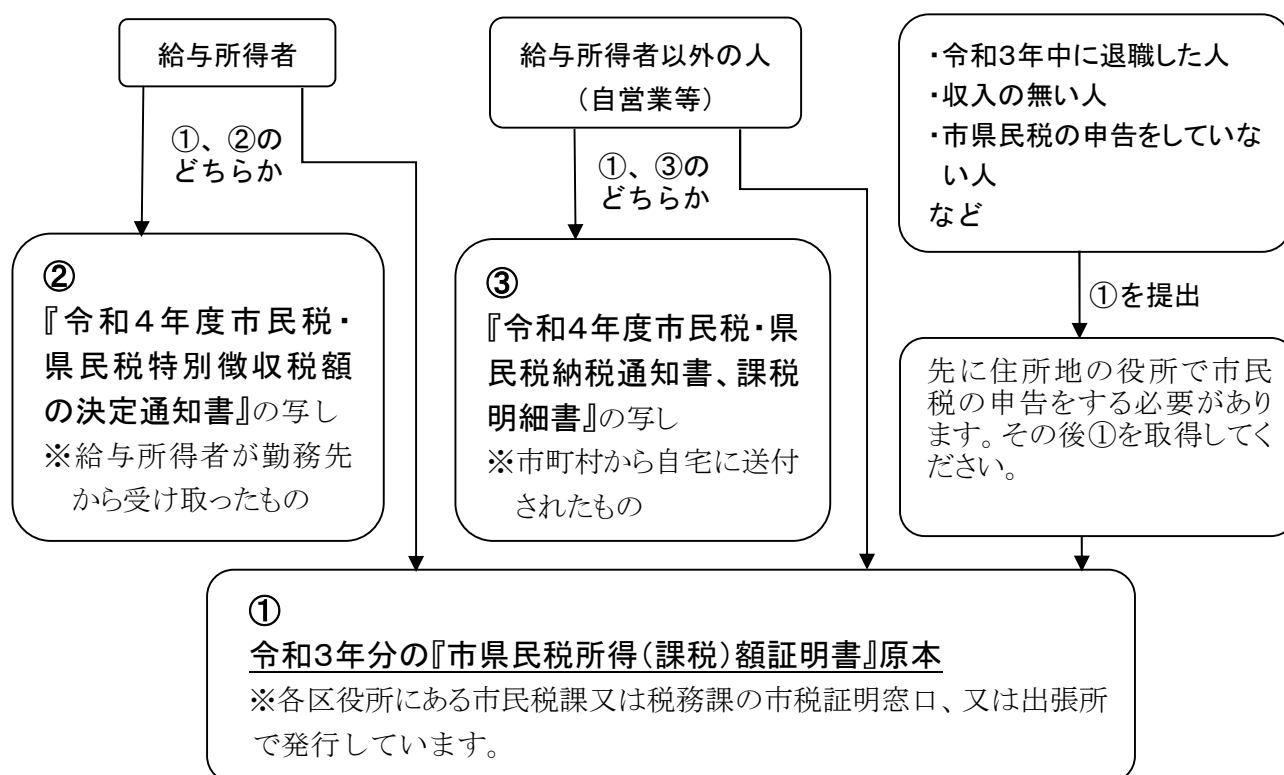 給与所得者
①、②の
どちらか
②
『令和4年度市民税・
県民税特別徴収税額
の決定通知書』の写し
※給与所得者が勤務先
から受け取ったもの
給与所得者以外の人
（自営業等）
①、③の
どちらか
③
『令和4年度市民税・県
民税納税通知書、課税
明細書』の写し
※市町村から自宅に送付
されたもの
・令和3年中に退職した人
・収入の無い人
・市県民税の申告をしていな
い人
など
①を提出
先に住所地の役所で市民
税の申告をする必要があり
ます。その後①を取得してく
ださい。
①
令和3年分の『市県民税所得（課税）額証明書』原本
※各区役所にある市民税課又は税務課の市税証明窓口、又は出張所
で発行しています。